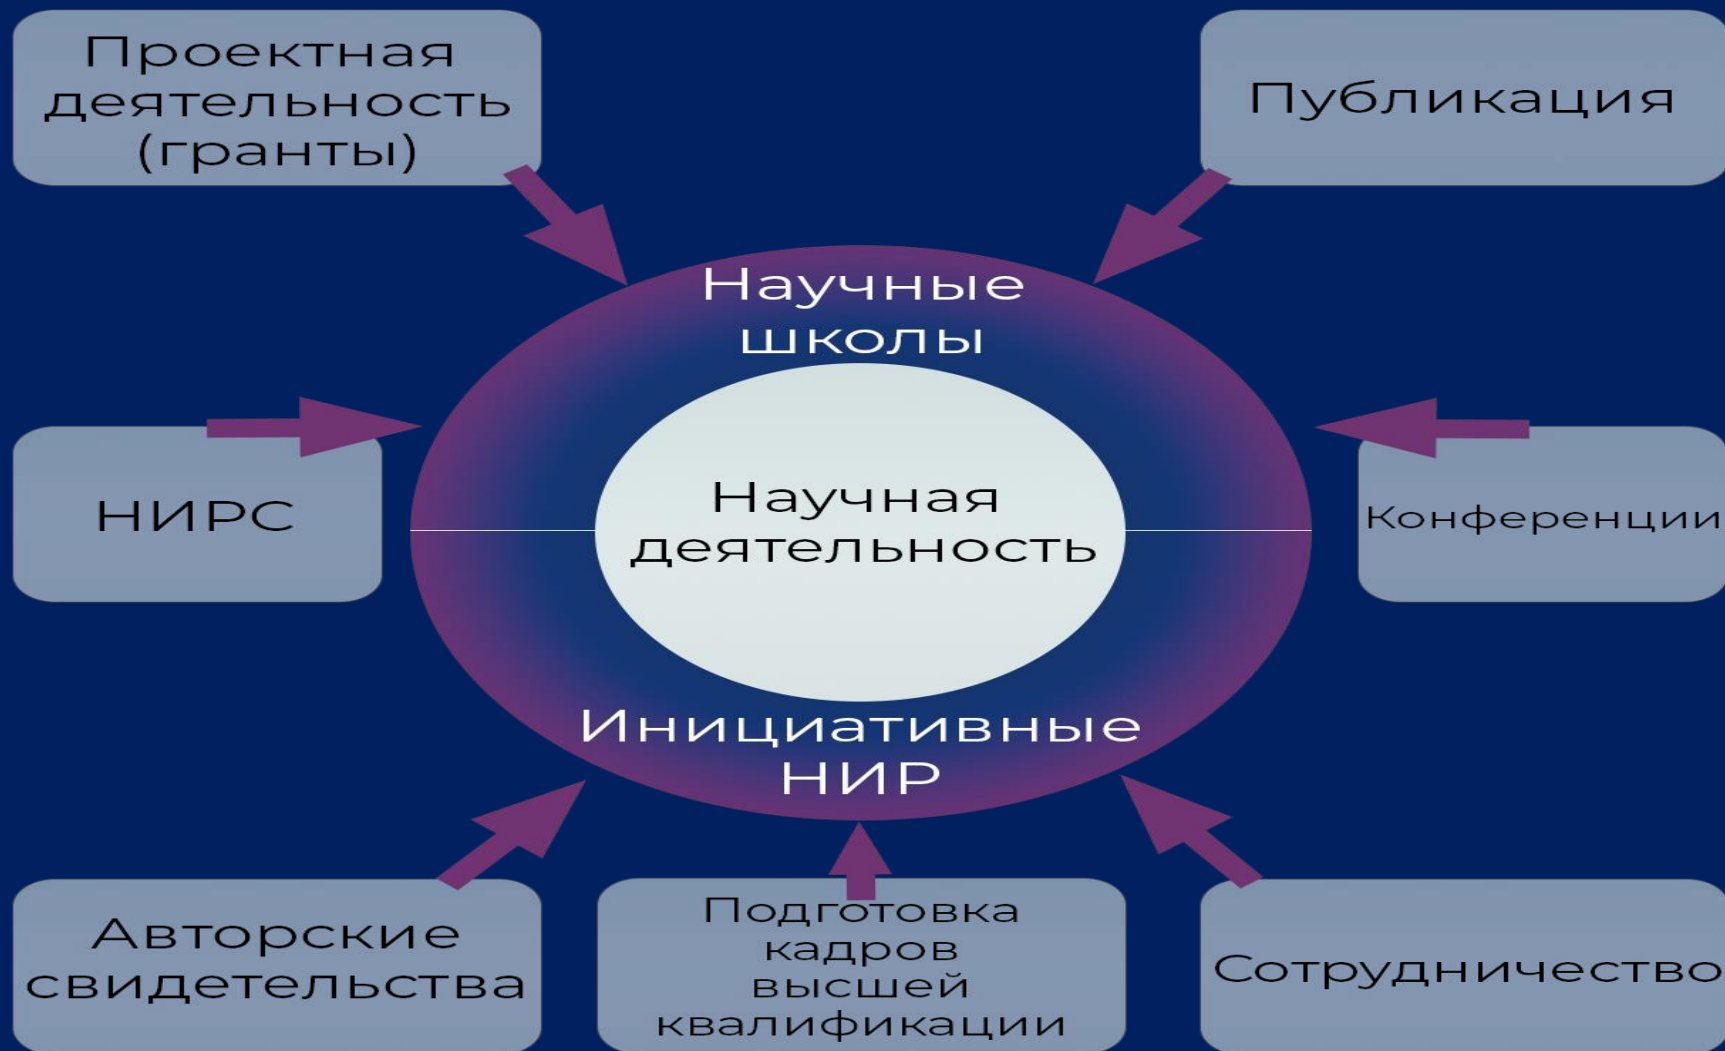 Проектная
деятельность
(гранты)
Публикация
Научные
школы
НИРС
Научная
деятельность
Конференции
Инициативные
НИР
Авторские
свидетельства
Подготовка
кадров
высшей
квалификации
Сотрудничество